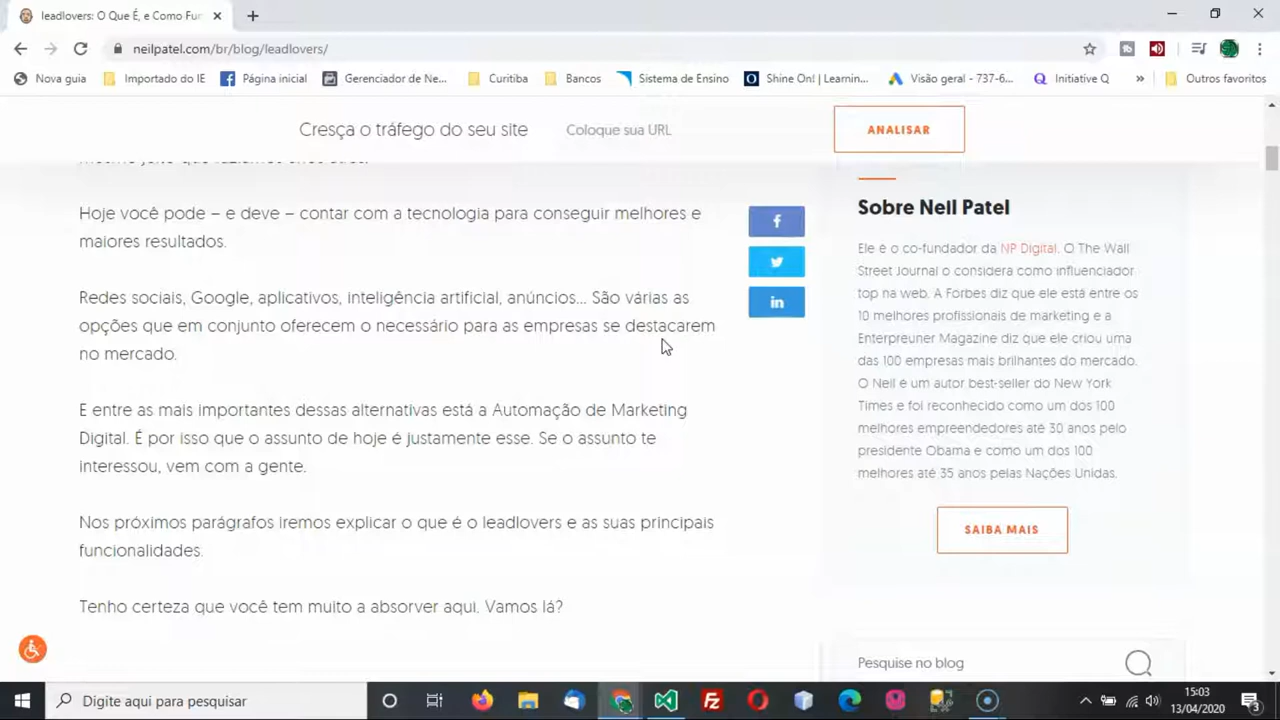 leadlovers: O Que É, e Como Fun
neilpatel.com/br/blog/leadlovers/
Nova guia
Importado do IE
Página inicial
Gerenciador de Ne...
Curitiba
Bancos
Sistema de Ensino
Shine On! | Learnin...
Visão geral - 737-6...
Initiative Q
»
Outros favoritos
Cresça o tráfego do seu site
Coloque sua URL
ANALISAR
Hoje você pode – e deve – contar com a tecnologia para conseguir melhores e
maiores resultados.
Redes sociais, Google, aplicativos, inteligência artificial, anúncios... São várias as
opções que em conjunto oferecem o necessário para as empresas se destacarem
no mercado.
E entre as mais importantes dessas alternativas está a Automação de Marketing
Digital. É por isso que o assunto de hoje é justamente esse. Se o assunto te
interessou, vem com a gente.
Nos próximos parágrafos iremos explicar o que é o leadlovers e as suas principais
funcionalidades.
Tenho certeza que você tem muito a absorver aqui. Vamos lá?
Sobre Neil Patel
Ele é o co-fundador da NP Digital. O The Wall
Street Journal o considera como influenciador
top na web. A Forbes diz que ele está entre os
10 melhores profissionais de marketing e a
Enterpreuner Magazine diz que ele criou uma
das 100 empresas mais brilhantes do mercado.
O Neil é um autor best-seller do New York
Times e foi reconhecido como um dos 100
melhores empreendedores até 30 anos pelo
presidente Obama e como um dos 100
melhores até 35 anos pelas Nações Unidas.
SAIBA MAIS
Pesquise no blog
Digite aqui para pesquisar
15:03
13/04/2020
3